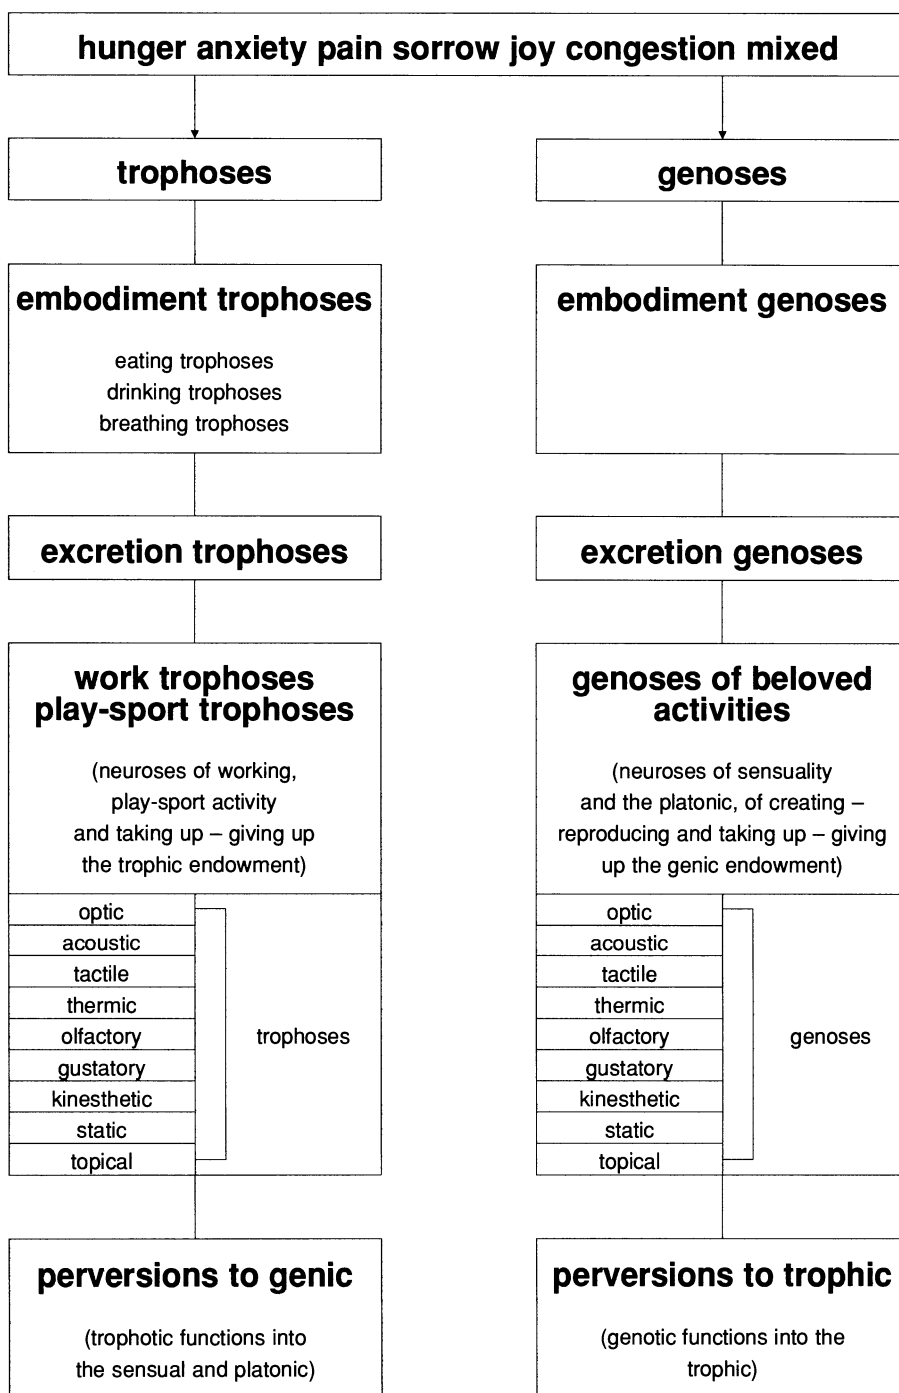 hunger anxiety pain sorrow joy congestion mixed
trophoses
embodiment trophoses
eating trophoses
drinking trophoses
breathing trophoses
excretion trophoses
work trophoses
play-sport trophoses
(neuroses of working,
play-sport activity
and taking up – giving up
the trophic endowment)
optic
acoustic
tactile
thermic
olfactory
gustatory
kinesthetic
static
topical
trophoses
perversions to genic
(trophotic functions into
the sensual and platonic)
genoses
embodiment genoses
excretion genoses
genoses of beloved
activities
(neuroses of sensuality
and the platonic, of creating –
reproducing and taking up – giving
up the genic endowment)
optic
acoustic
tactile
thermic
olfactory
gustatory
kinesthetic
static
topical
genoses
perversions to trophic
(genotic functions into the
trophic)